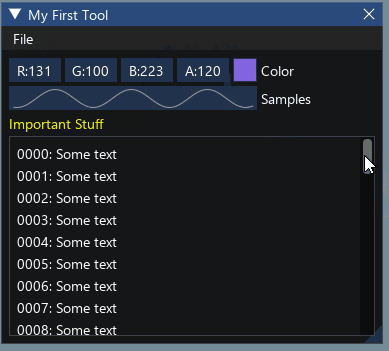 My First Tool
File
R:131 G:100 B:223 A:120 Color
Samples
Important Stuff
0000: Some text
0001: Some text
0002: Some text
0003: Some text
0004: Some text
0005: Some text
0006: Some text
0007: Some text
0008: Some text